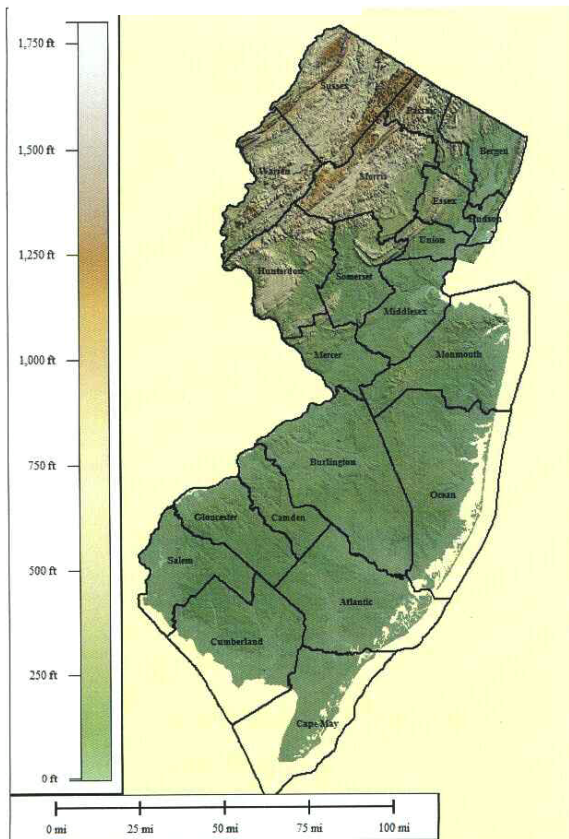 1,750 ft
1,500 ft
1,250 ft
1,000 ft
750 ft
500 ft
250 ft
0 ft
Sussex
Passaic
Bergen
Warren
Morris
Essex
Hudson
Union
Hunterdon
Somerset
Middlesex
Mercer
Monmouth
Burlington
Ocean
Gloucester
Camden
Salem
Atlantic
Cumberland
Cape May
0 mi 25 mi 50 mi 75 mi 100 mi